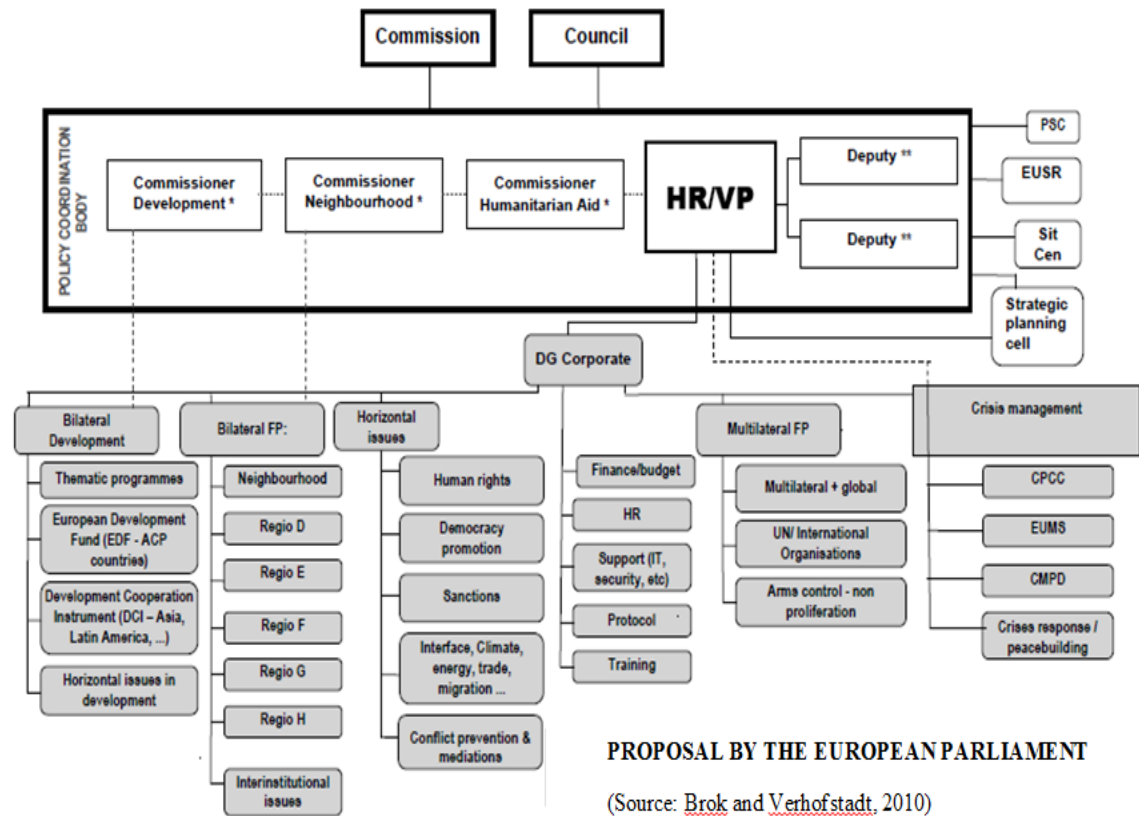 Commission
Council
POLICY COORDINATION
BODY
Commissioner
Development *
Commissioner
Neighbourhood *
Commissioner
Humanitarian Aid *
HR/VP
Deputy **
Deputy **
PSC
EUSR
Sit
Cen
Strategic
planning
cell
DG Corporate
Bilateral
Development
Thematic programmes
European Development
Fund (EDF - ACP
countries)
Development Cooperation
Instrument (DCI – Asia,
Latin America, ...)
Horizontal issues in
development
Bilateral FP:
Neighbourhood
Regio D
Regio E
Regio F
Regio G
Regio H
Interinstitutional
issues
Horizontal
issues
Human rights
Democracy
promotion
Sanctions
Interface, Climate,
energy, trade,
migration ...
Conflict prevention &
mediations
Finance/budget
HR
Support (IT,
security, etc)
Protocol
Training
Multilateral FP
Multilateral + global
UN/ International
Organisations
Arms control - non
proliferation
Crisis management
CPCC
EUMS
CMPD
Crises response /
peacebuilding
PROPOSAL BY THE EUROPEAN PARLIAMENT
(Source: Brok and Verhofstadt, 2010)